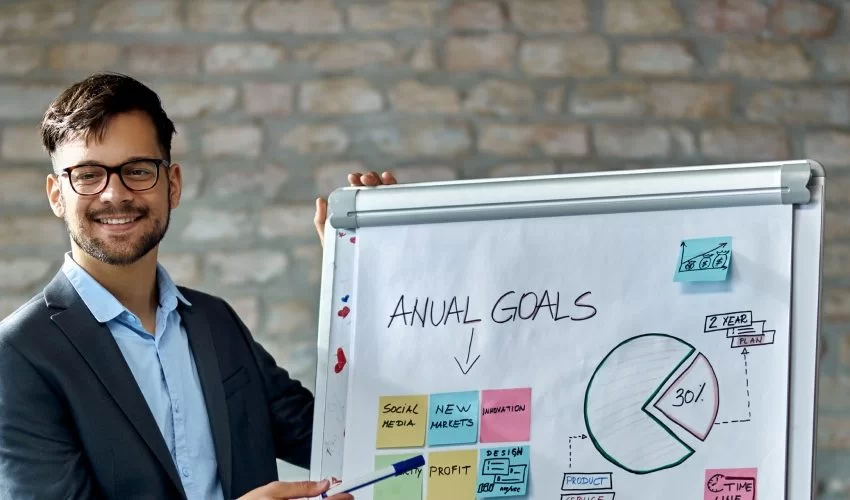 ANUAL GOALS
2 YEAR
PLAN
30%
SOCIAL
MEDIA
NEW
MARKETS
INNOVATION
PROFIT
DESIGN
PRODUCT
TIME